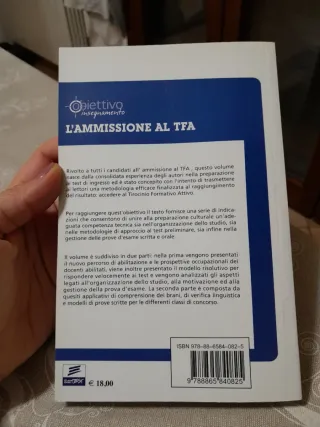 Obiettivo
insegnamento
L'AMMISSIONE AL TFA
Rivolto a tutti i candidati all' ammissione al TFA , questo volume
nasce dalla consolidata esperienza degli autori nella preparazione
ai test di ingresso ed è stato concepito con l'intento di trasmettere
ai lettori una metodologia efficace finalizzata al raggiungimento
del risultato: accedere al Tirocinio Formativo Attivo.
Per raggiungere quest'obiettivo il testo fornisce una serie di indica-
zioni che consentono di unire alla preparazione culturale un'ade-
guata competenza tecnica sia nell'organizzazione dello studio, sia
nelle metodologie di approccio al test preliminare, sia infine nella
gestione delle prove d'esame scritta e orale.
Il volume è suddiviso in due parti: nella prima vengono presentati
il nuovo percorso di abilitazione e le prospettive occupazionali dei
docenti abilitati, viene inoltre presentato il modello risolutivo per
rispondere velocemente ai test e vengono analizzati gli aspetti
legati all'organizzazione dello studio, alla motivazione ed alla
gestione della prova d'esame. La seconda parte è composta da
quesiti applicativi di comprensione dei brani, di verifica linguistica
e modelli di prove scritte per le diverse classi di concorso.
ISBN 978-88-6584-082-5
9 788865 840825
€ 18,00